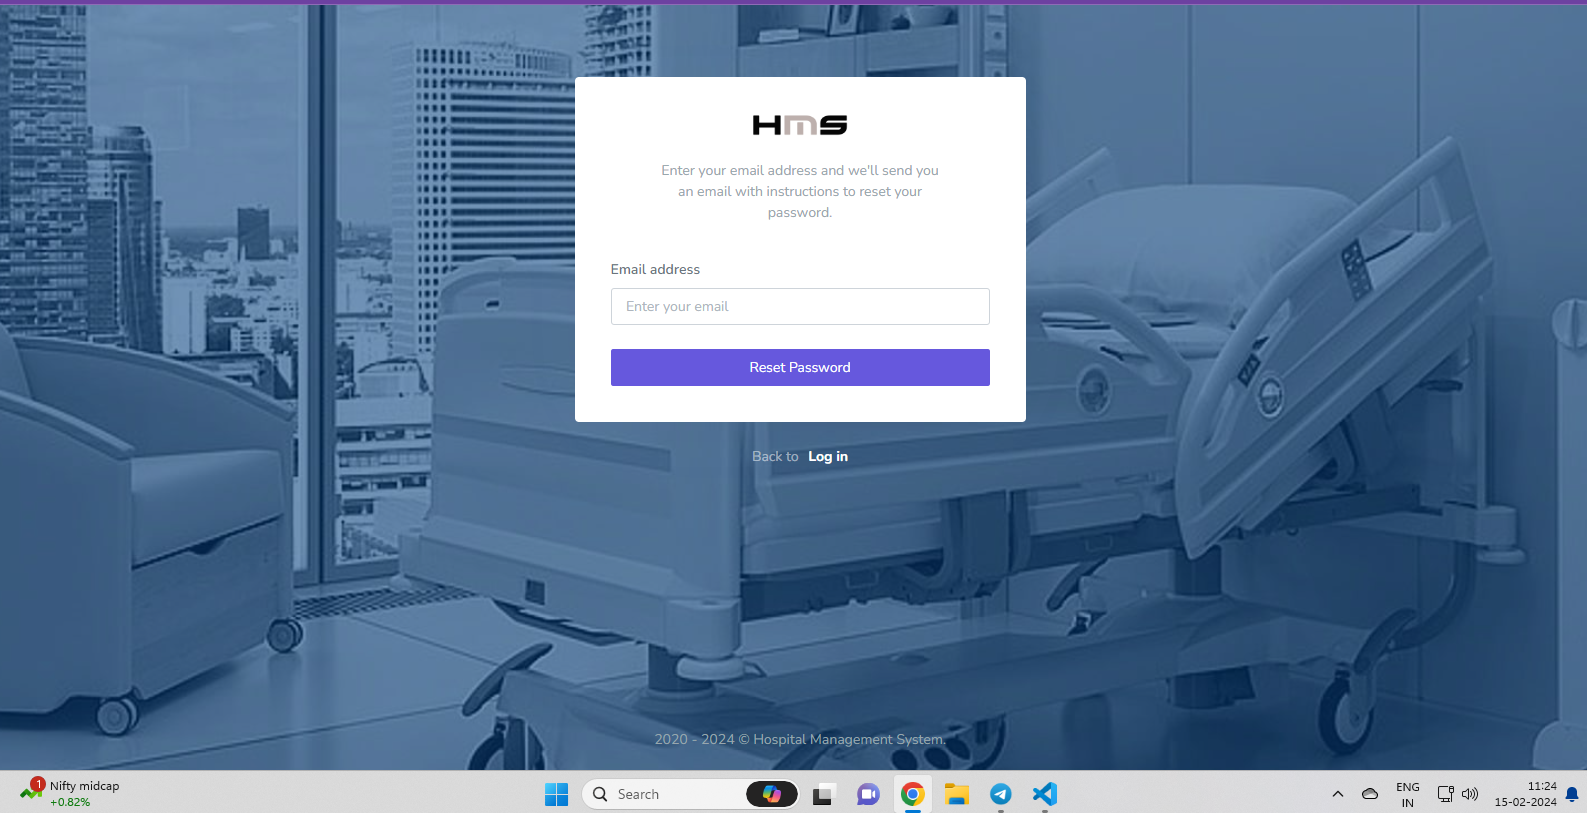 HMS
Enter your email address and we'll send you
an email with instructions to reset your
password.
Email address
Enter your email
Reset Password
Back to Log in
2020 - 2024 © Hospital Management System.
1
Nifty midcap
+0.82%
Search
ENG
IN
11:24
15-02-2024